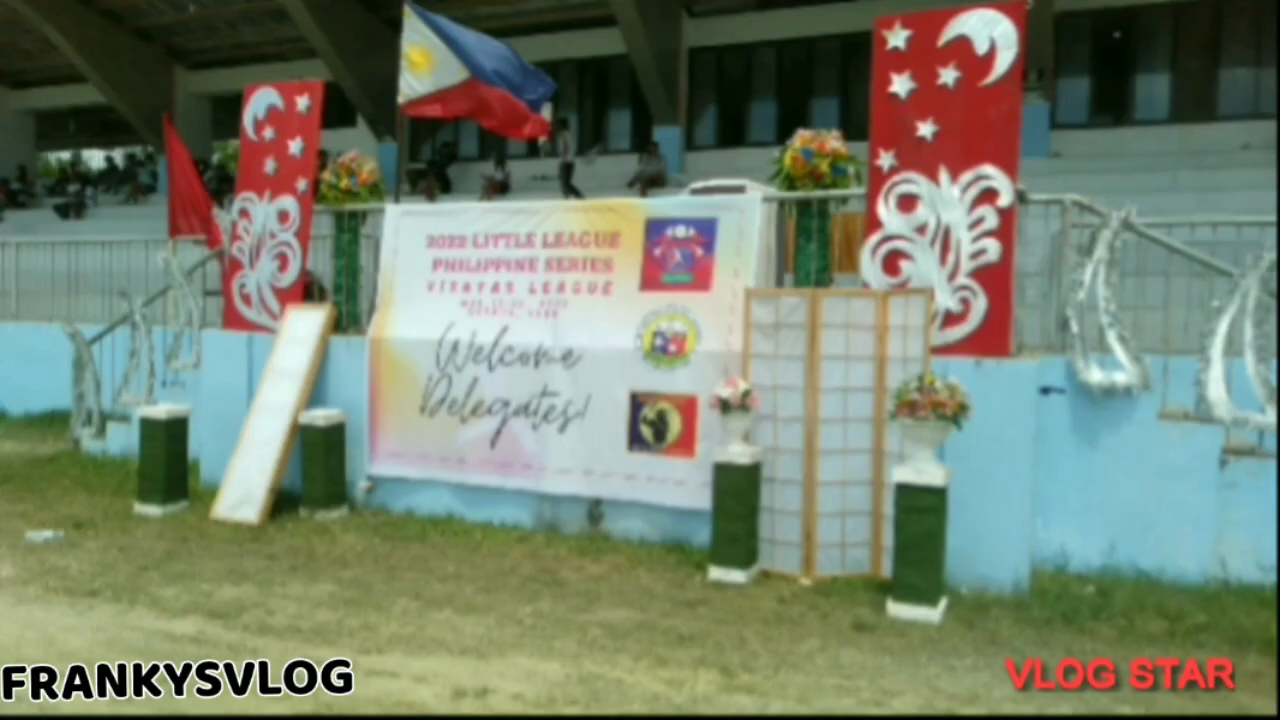 2022 LITTLE LEAGUE
PHILIPPINE SERIES
VISAYAS LEAGUE
Welcome
Delegates!
FRANKYSVLOG
VLOG STAR